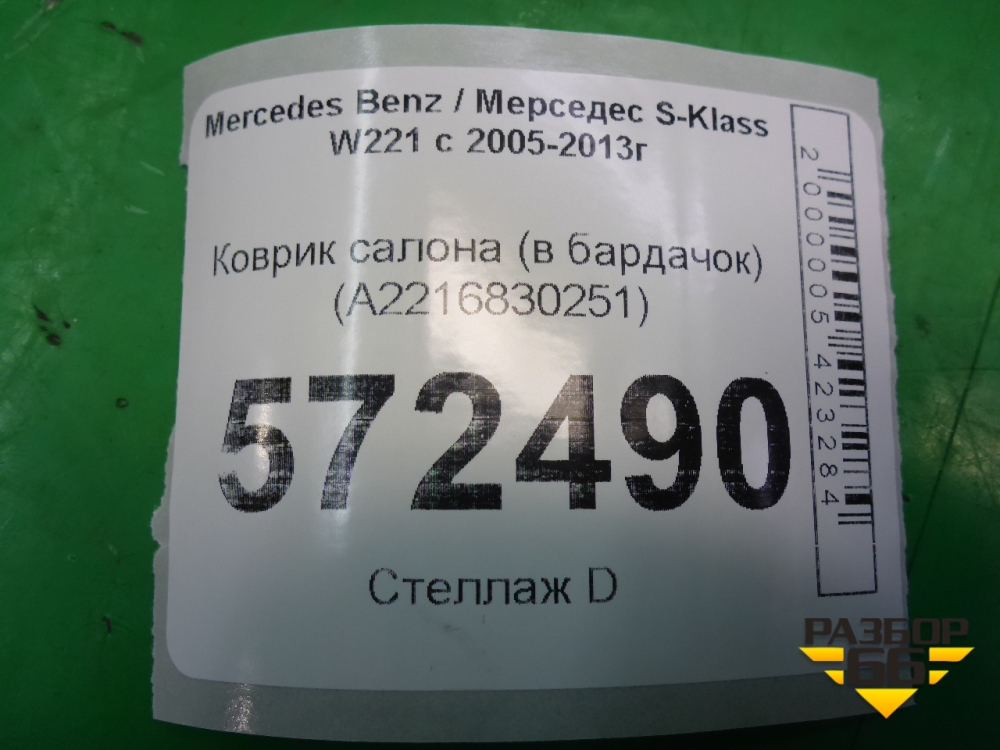 Mercedes Benz / Мерседес S-Klass
W221 с 2005-2013г
Коврик салона (в бардачок)
(A2216830251)
572490
Стеллаж D
2000005423284
РАЗБОР
66